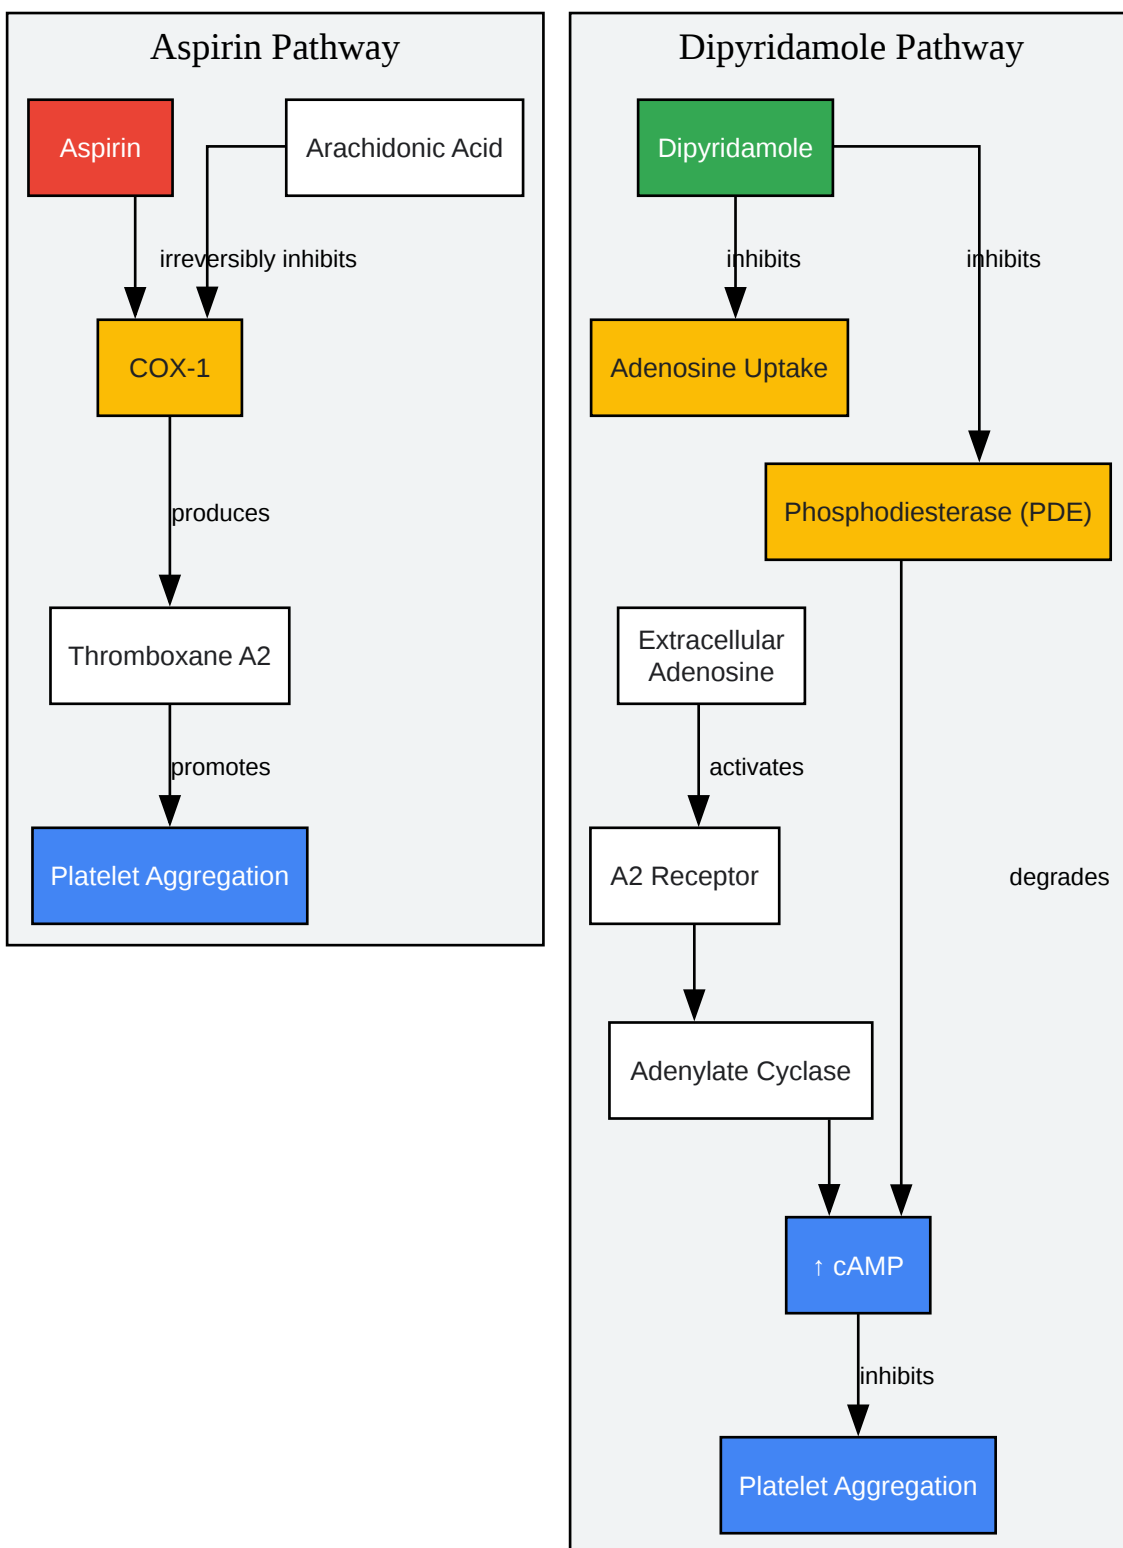 Aspirin Pathway
Aspirin
Arachidonic Acid
irreversibly inhibits
COX-1
produces
Thromboxane A2
promotes
Platelet Aggregation
Dipyridamole Pathway
Dipyridamole
inhibits
inhibits
Adenosine Uptake
Phosphodiesterase (PDE)
Extracellular
Adenosine
activates
A2 Receptor
degrades
Adenylate Cyclase
↑ cAMP
inhibits
Platelet Aggregation